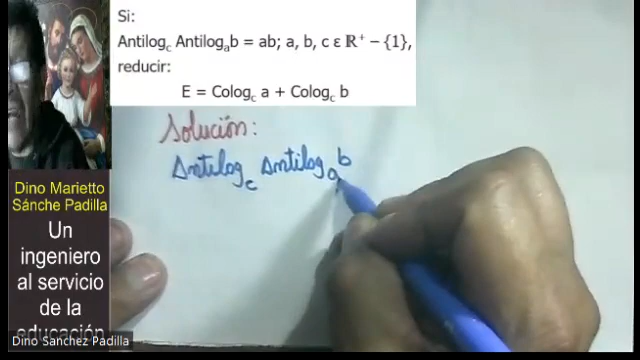 Si:
Antilog_c Antilog_a b = ab; a, b, c ε ℝ⁺ – {1},
reducir:
E = Colog_c a + Colog_c b
Solución:
Antilog_c Antilog_a b
Dino Marietto
Sánche Padilla
Un
ingeniero
al servicio
de la
educación
Dino Sanchez Padilla